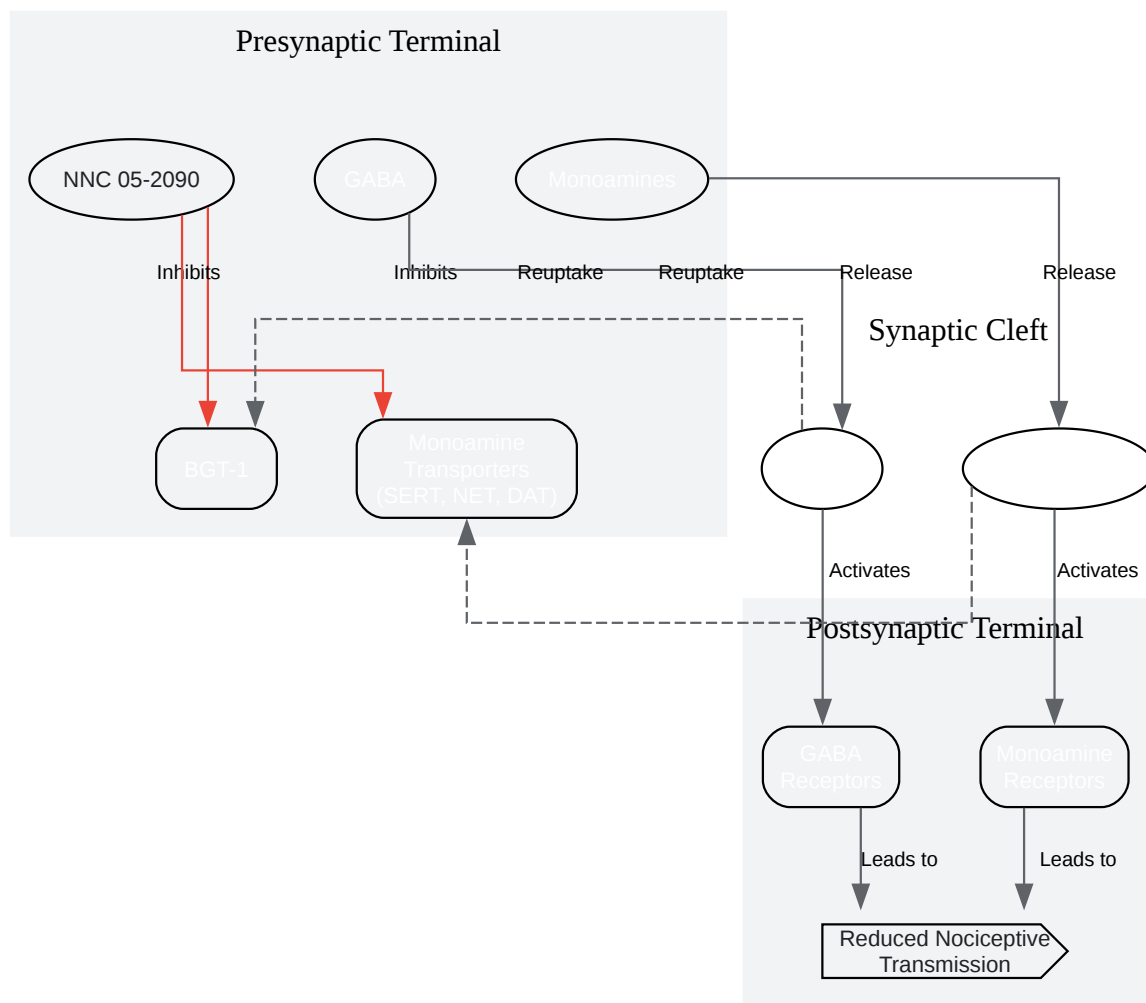 Presynaptic Terminal
NNC 05-2090
GABA
Monoamines
Inhibits
Inhibits
Reuptake
Reuptake
Release
Release
Synaptic Cleft
BGT-1
Monoamine
Transporters
(SERT, NET, DAT)
Activates
Activates
Postsynaptic Terminal
GABA
Receptors
Monoamine
Receptors
Leads to
Leads to
Reduced Nociceptive
Transmission